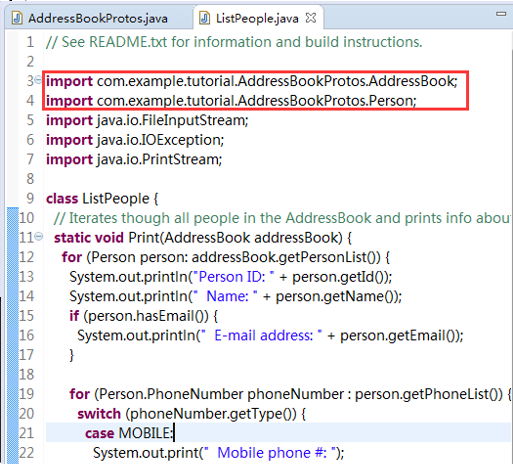 AddressBookProtos.java ListPeople.java
1 // See README.txt for information and build instructions.
2
3 import com.example.tutorial.AddressBookProtos.AddressBook;
4 import com.example.tutorial.AddressBookProtos.Person;
5 import java.io.FileInputStream;
6 import java.io.IOException;
7 import java.io.PrintStream;
8
9 class ListPeople {
10 // Iterates though all people in the AddressBook and prints info about
11 static void Print(AddressBook addressBook) {
12 for (Person person: addressBook.getPersonList()) {
13 System.out.println("Person ID: " + person.getId());
14 System.out.println("  Name: " + person.getName());
15 if (person.hasEmail()) {
16 System.out.println("  E-mail address: " + person.getEmail());
17 }
18
19 for (Person.PhoneNumber phoneNumber : person.getPhoneList()) {
20 switch (phoneNumber.getType()) {
21 case MOBILE:
22 System.out.print("  Mobile phone #: ");